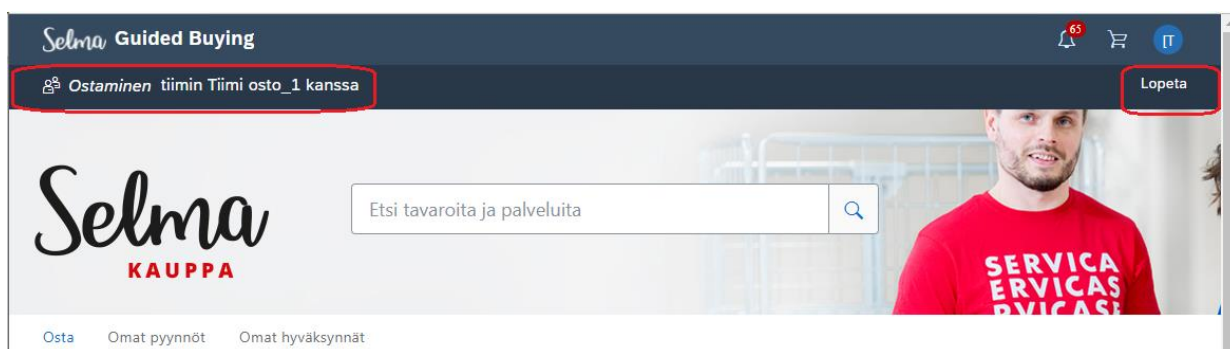 Selma Guided Buying
65
IT
Ostaminen tiimin Tiimi osto_1 kanssa
Lopeta
Selma
KAUPPA
Etsi tavaroita ja palveluita
SERVICA
ERVICAS
RVICASE
Osta Omat pyynnöt Omat hyväksynnät